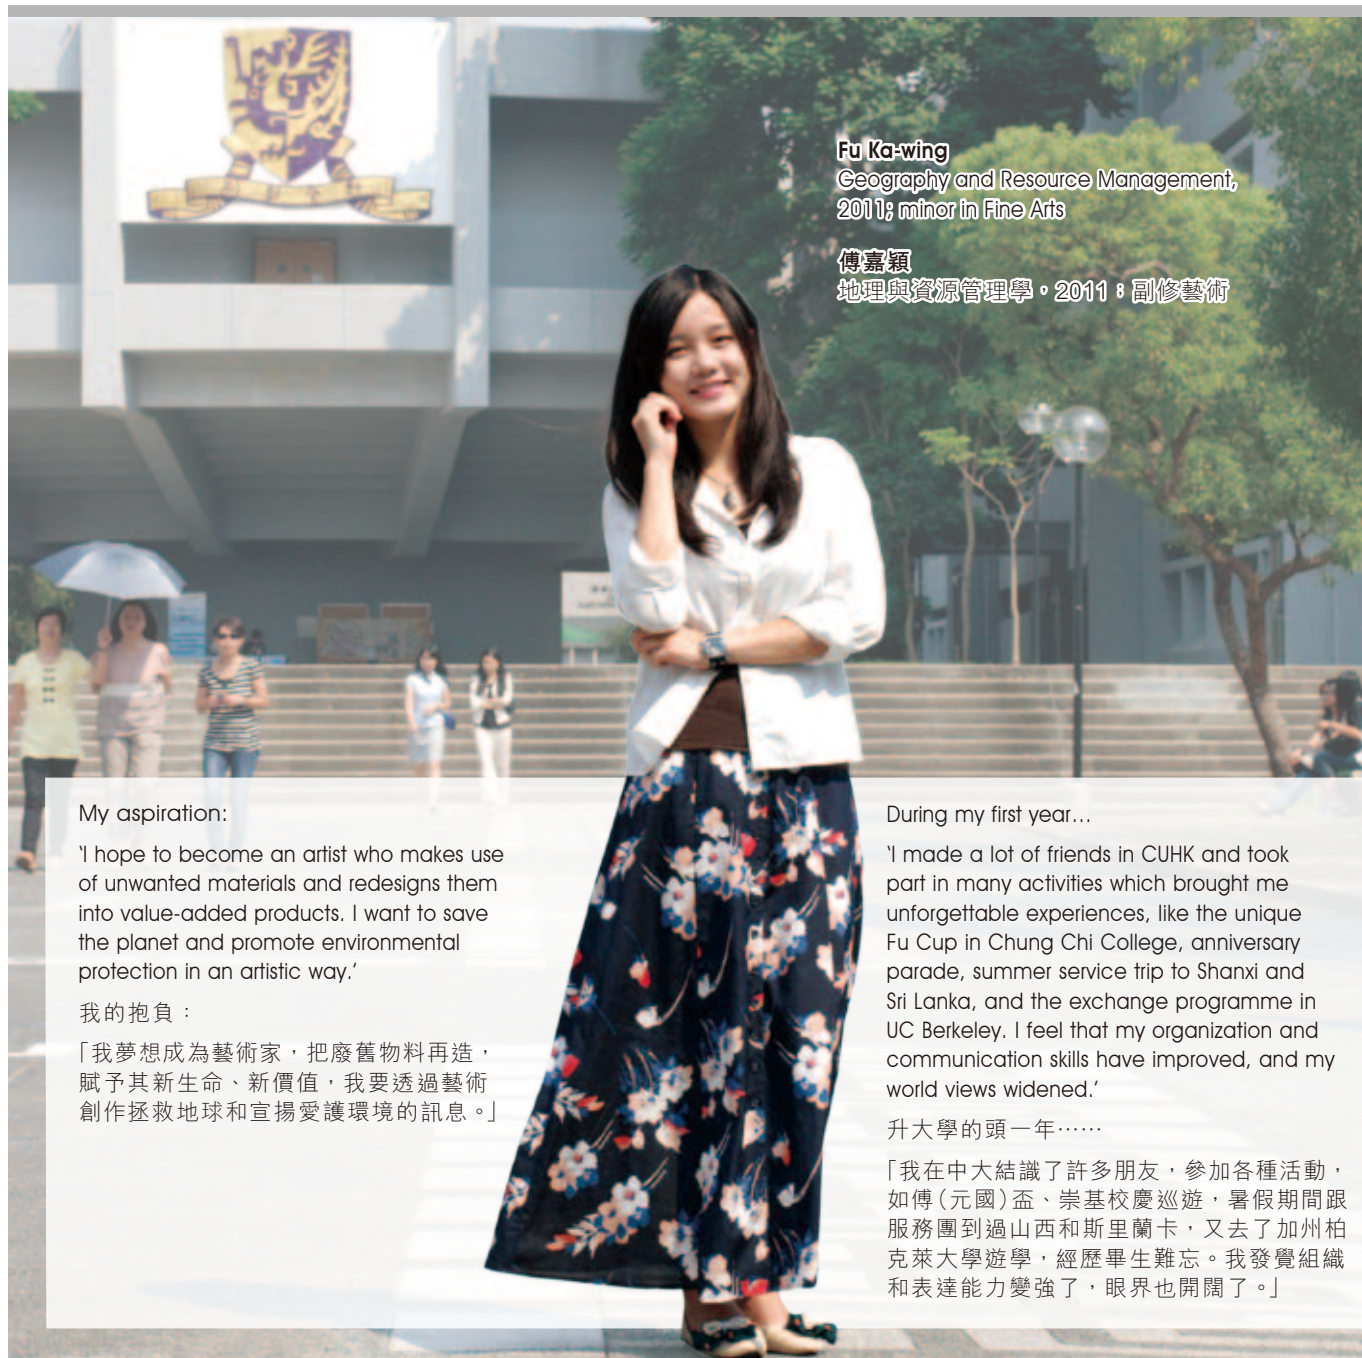 Fu Ka-wing
Geography and Resource Management,
2011; minor in Fine Arts
傅嘉穎
地理與資源管理學，2011；副修藝術
My aspiration:
‘I hope to become an artist who makes use
of unwanted materials and redesigns them
into value-added products. I want to save
the planet and promote environmental
protection in an artistic way.’
我的抱負：
「我夢想成為藝術家，把廢舊物料再造，
賦予其新生命、新價值，我要透過藝術
創作拯救地球和宣揚愛護環境的訊息。」
During my first year…
‘I made a lot of friends in CUHK and took
part in many activities which brought me
unforgettable experiences, like the unique
Fu Cup in Chung Chi College, anniversary
parade, summer service trip to Shanxi and
Sri Lanka, and the exchange programme in
UC Berkeley. I feel that my organization and
communication skills have improved, and my
world views widened.’
升大學的頭一年……
「我在中大結識了許多朋友，參加各種活動，
如傅（元國）盃、崇基校慶巡遊，暑假期間跟
服務團到過山西和斯里蘭卡，又去了加州柏
克萊大學遊學，經歷畢生難忘。我發覺組織
和表達能力變強了，眼界也開闊了。」